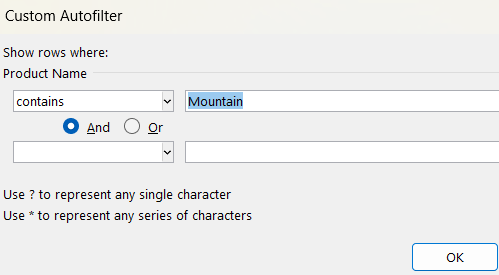 Custom Autofilter
Show rows where:
Product Name
contains Mountain
And Or
Use ? to represent any single character
Use * to represent any series of characters
OK